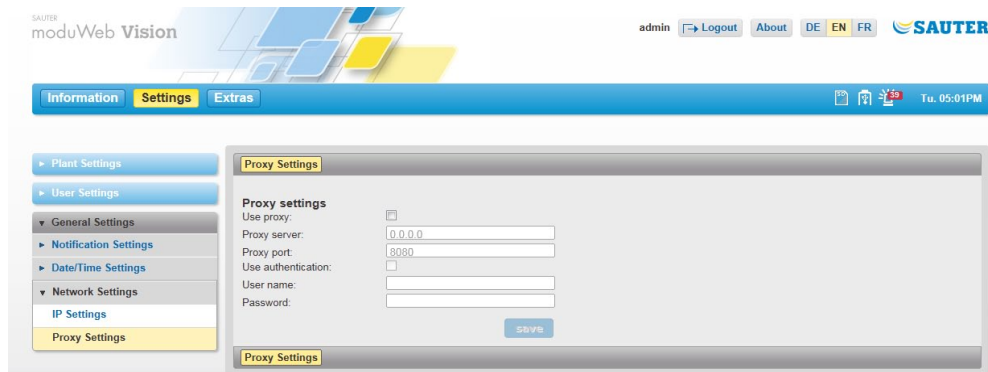 SAUTER
moduWeb Vision
admin Logout About DE EN FR SAUTER
Information Settings Extras
39 Tu. 05:01PM
Plant Settings
User Settings
General Settings
Notification Settings
Date/Time Settings
Network Settings
IP Settings
Proxy Settings
Proxy Settings
Proxy settings
Use proxy:
Proxy server: 0.0.0.0
Proxy port: 8080
Use authentication:
User name:
Password:
save
Proxy Settings